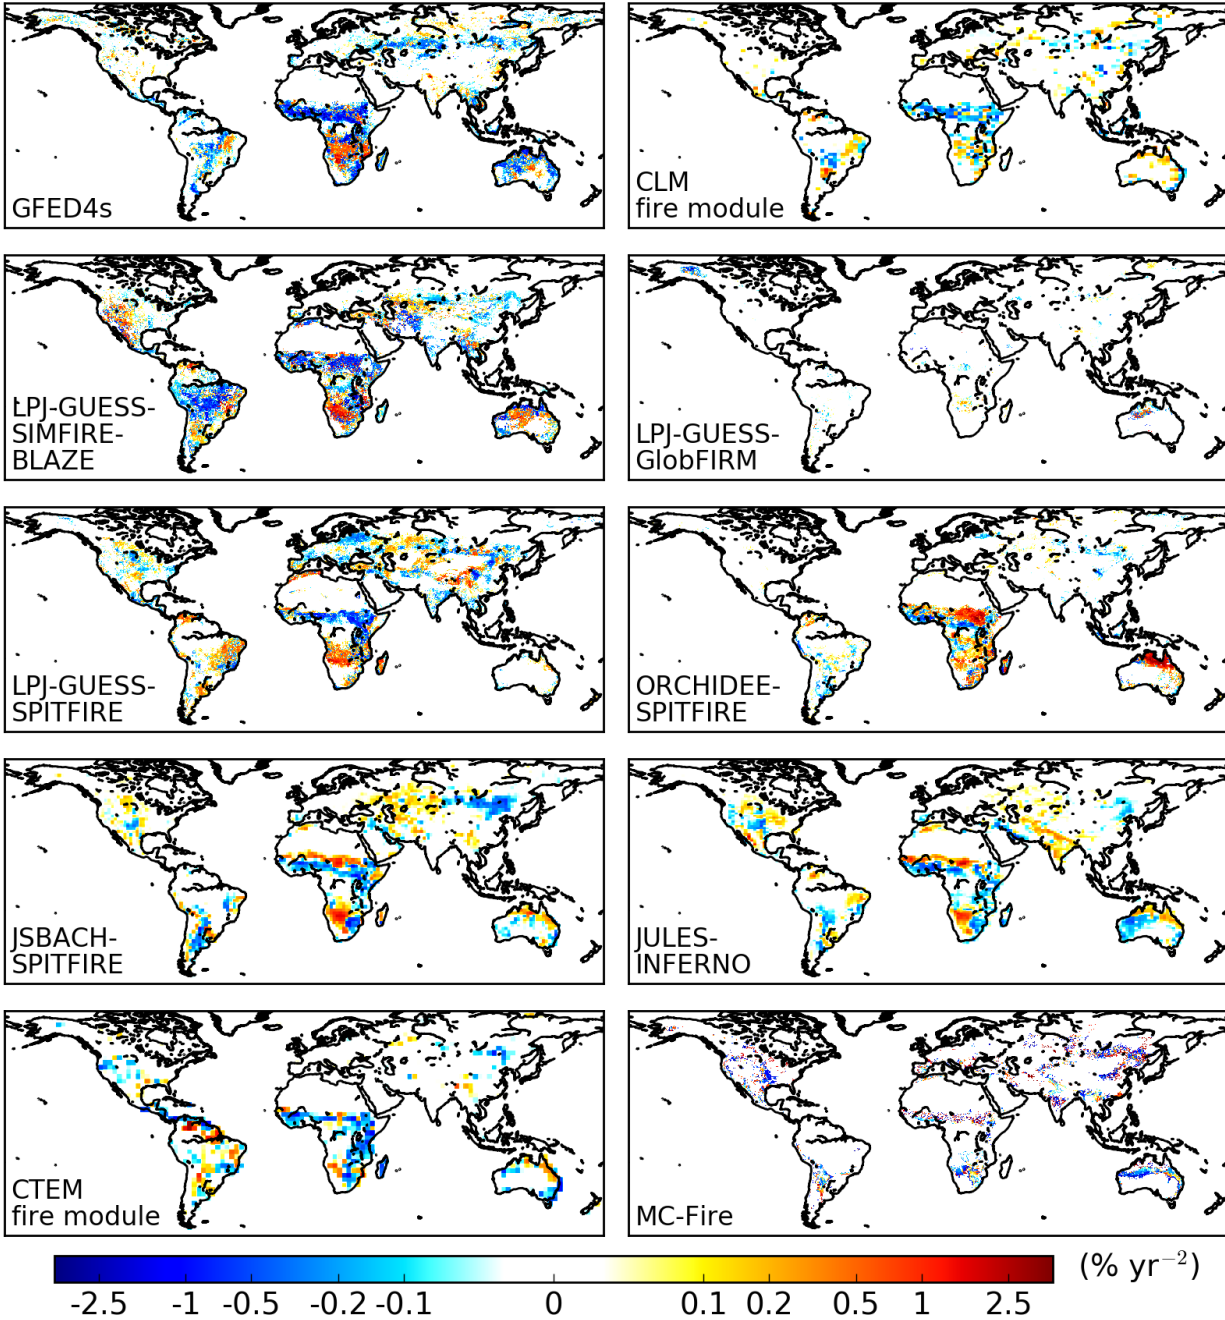 GFED4s
CLM
fire module
LPJ-GUESS-
SIMFIRE-
BLAZE
LPJ-GUESS-
GlobFIRM
LPJ-GUESS-
SPITFIRE
ORCHIDEE-
SPITFIRE
JSBACH-
SPITFIRE
JULES-
INFERNO
CTEM
fire module
MC-Fire
(% yr⁻²)
-2.5 -1 -0.5 -0.2 -0.1 0 0.1 0.2 0.5 1 2.5